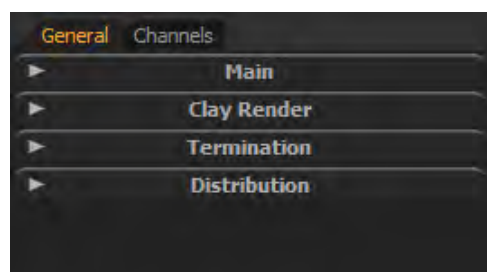 General Channels
Main
Clay Render
Termination
Distribution